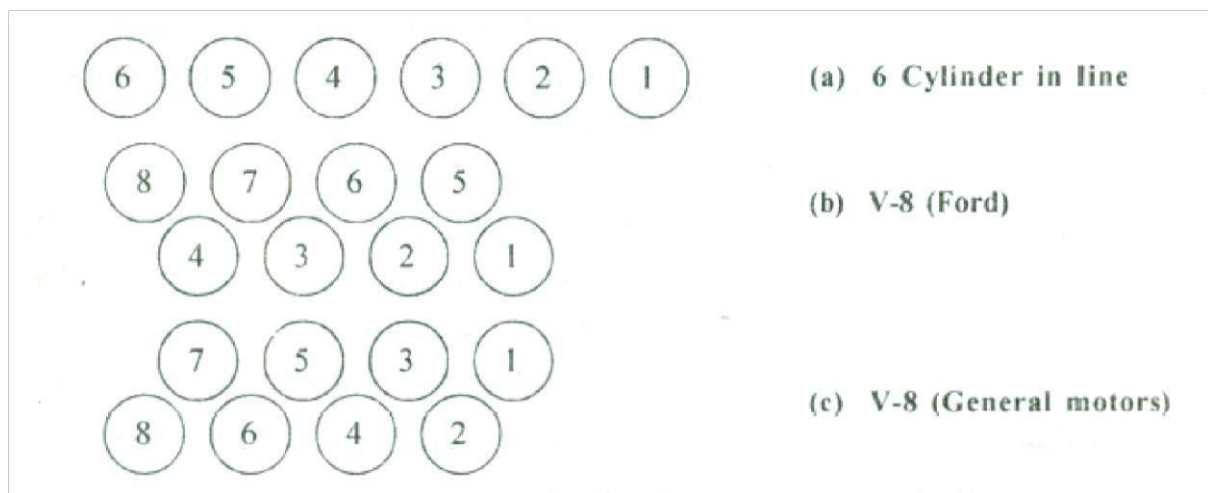 6 5 4 3 2 1 (a) 6 Cylinder in line
8 7 6 5
(b) V-8 (Ford)
4 3 2 1
7 5 3 1
(c) V-8 (General motors)
8 6 4 2